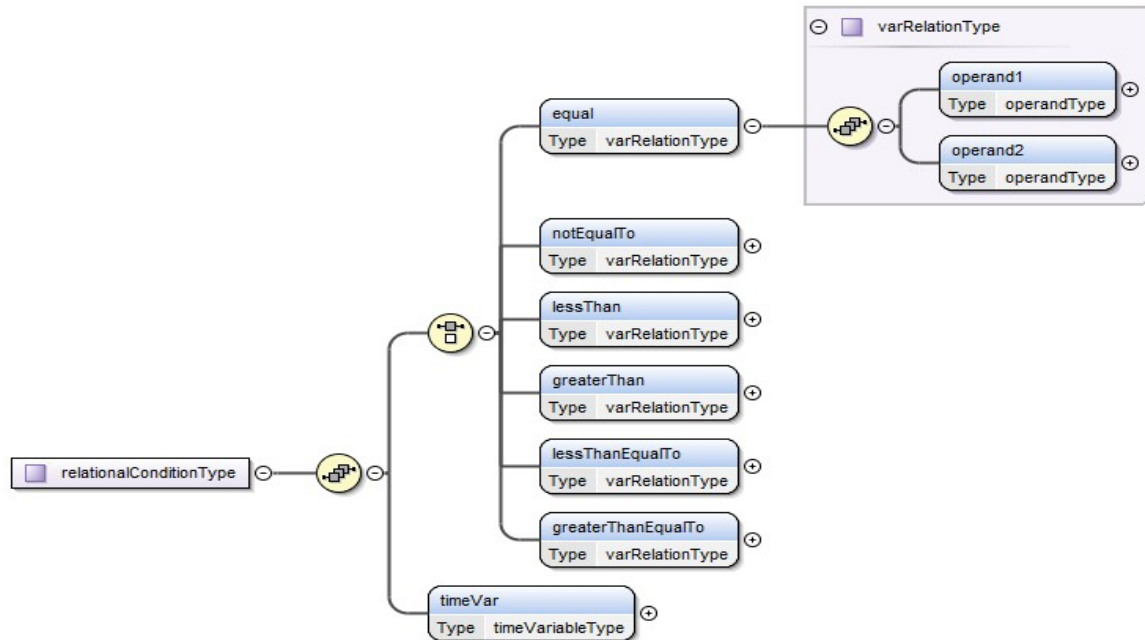 varRelationType
operand1
Type operandType
operand2
Type operandType
equal
Type varRelationType
notEqualTo
Type varRelationType
lessThan
Type varRelationType
greaterThan
Type varRelationType
lessThanEqualTo
Type varRelationType
greaterThanEqualTo
Type varRelationType
relationalConditionType
timeVar
Type timeVariableType